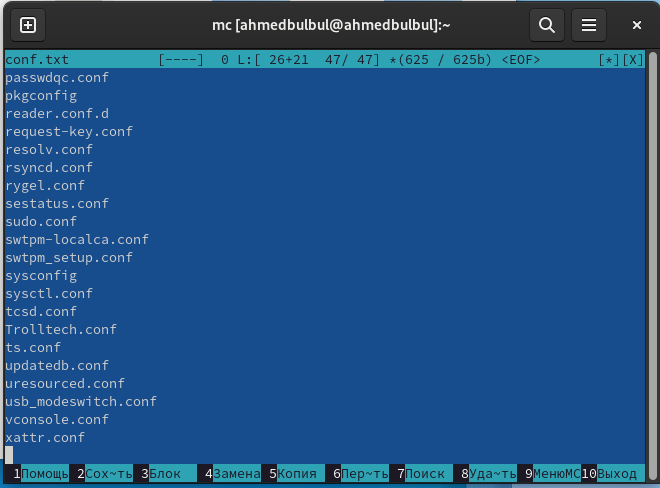 mc [ahmedbulbul@ahmedbulbul]:~
conf.txt [----] 0 L:[ 26+21 47/ 47] *(625 / 625b) <EOF> [*][X]
passwdqc.conf
pkgconfig
reader.conf.d
request-key.conf
resolv.conf
rsyncd.conf
rygel.conf
sestatus.conf
sudo.conf
swtpm-localca.conf
swtpm_setup.conf
sysconfig
sysctl.conf
tcsd.conf
Trolltech.conf
ts.conf
updatedb.conf
uresourced.conf
usb_modeswitch.conf
vconsole.conf
xattr.conf
1Помощь 2Сох~ть 3Блок 4Замена 5Копия 6Пер~ть 7Поиск 8Уда~ть 9МенюMC 10Выход